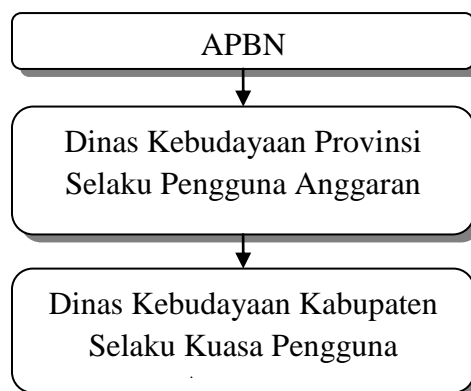 APBN
Dinas Kebudayaan Provinsi
Selaku Pengguna Anggaran
Dinas Kebudayaan Kabupaten
Selaku Kuasa Pengguna